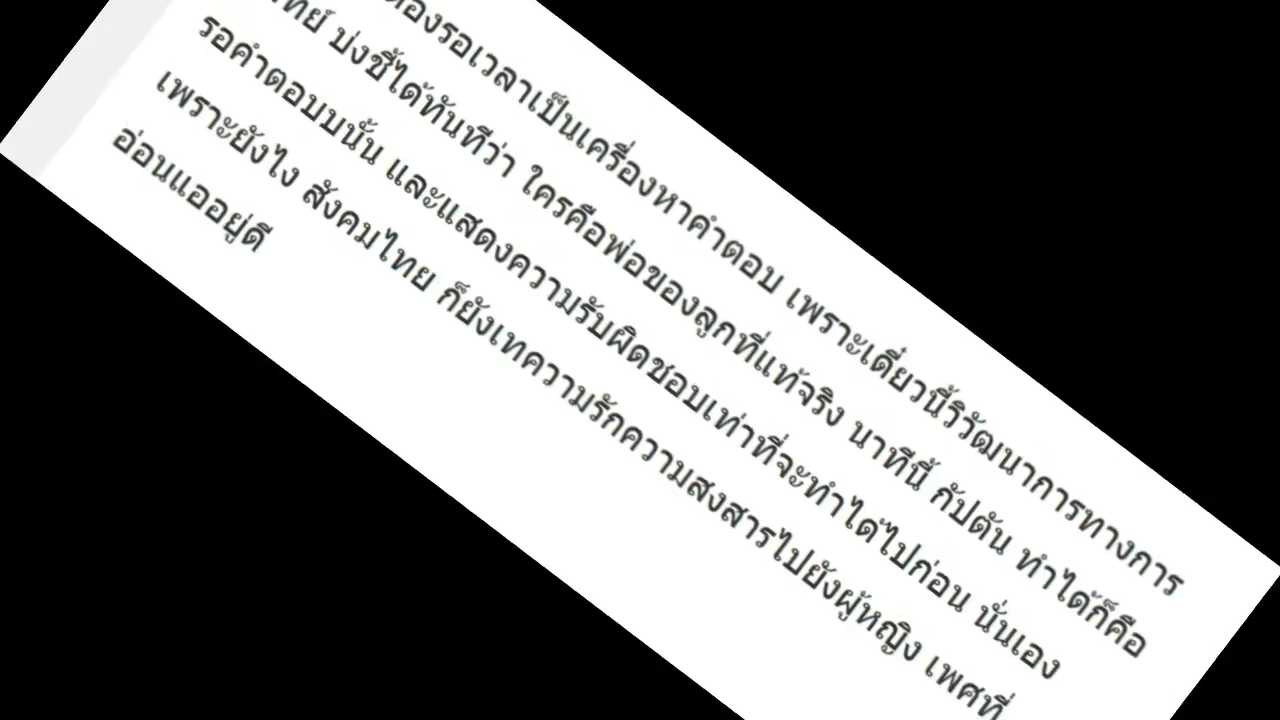 ต้องรอเวลาเป็นเครื่องหาคำตอบ เพราะเดี๋ยวนี้วิวัฒนาการทางการ
บ่งชี้ได้ทันทีว่า ใครคือพ่อของลูกที่แท้จริง นาทีนี้ กัปตัน ทำได้ก็คือ
รอคำตอบบนั้น และแสดงความรับผิดชอบเท่าที่จะทำได้ไปก่อน นั่นเอง
เพราะยังไง สังคมไทย ก็ยังเทความรักความสงสารไปยังผู้หญิง เพศที่
อ่อนแออยู่ดี